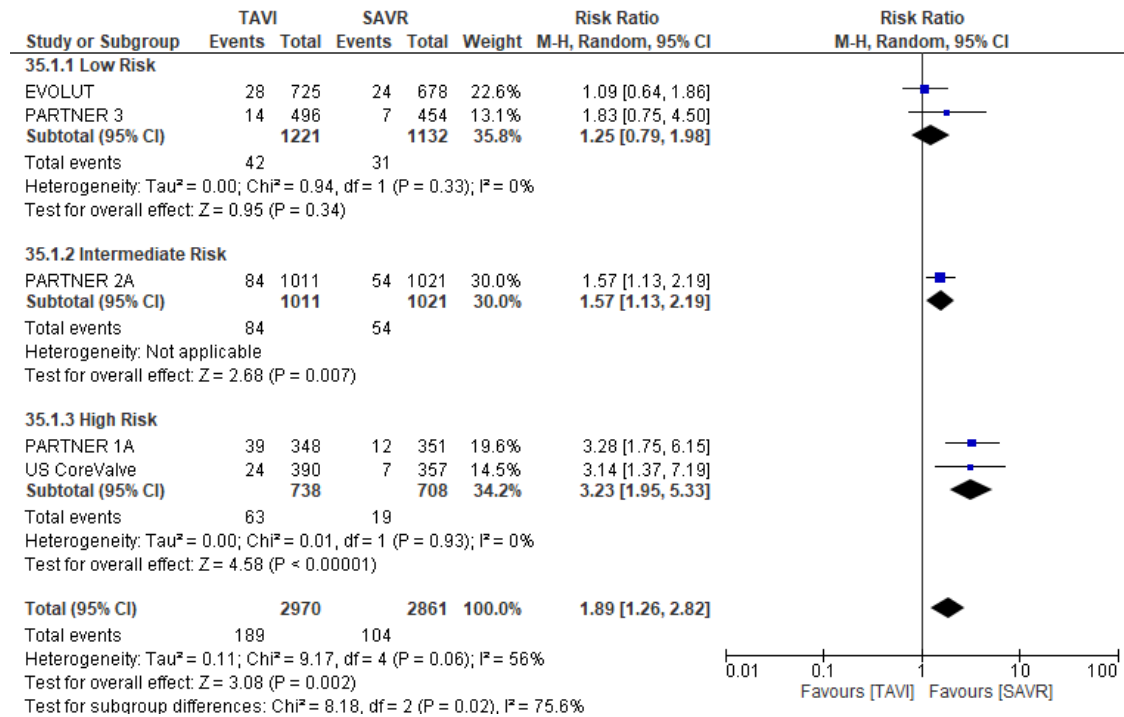 TAVI SAVR Risk Ratio Risk Ratio
Study or Subgroup Events Total Events Total Weight M-H, Random, 95% CI M-H, Random, 95% CI
35.1.1 Low Risk
EVOLUT 28 725 24 678 22.6% 1.09 [0.64, 1.86]
PARTNER 3 14 496 7 454 13.1% 1.83 [0.75, 4.50]
Subtotal (95% CI) 1221 1132 35.8% 1.25 [0.79, 1.98]
Total events 42 31
Heterogeneity: Tau² = 0.00; Chi² = 0.94, df = 1 (P = 0.33); I² = 0%
Test for overall effect: Z = 0.95 (P = 0.34)
35.1.2 Intermediate Risk
PARTNER 2A 84 1011 54 1021 30.0% 1.57 [1.13, 2.19]
Subtotal (95% CI) 1011 1021 30.0% 1.57 [1.13, 2.19]
Total events 84 54
Heterogeneity: Not applicable
Test for overall effect: Z = 2.68 (P = 0.007)
35.1.3 High Risk
PARTNER 1A 39 348 12 351 19.6% 3.28 [1.75, 6.15]
US CoreValve 24 390 7 357 14.5% 3.14 [1.37, 7.19]
Subtotal (95% CI) 738 708 34.2% 3.23 [1.95, 5.33]
Total events 63 19
Heterogeneity: Tau² = 0.00; Chi² = 0.01, df = 1 (P = 0.93); I² = 0%
Test for overall effect: Z = 4.58 (P < 0.00001)
Total (95% CI) 2970 2861 100.0% 1.89 [1.26, 2.82]
Total events 189 104
Heterogeneity: Tau² = 0.11; Chi² = 9.17, df = 4 (P = 0.06); I² = 56%
Test for overall effect: Z = 3.08 (P = 0.002)
Test for subgroup differences: Chi² = 8.18, df = 2 (P = 0.02), I² = 75.6%
0.01 0.1 1 10 100
Favours [TAVI] Favours [SAVR]